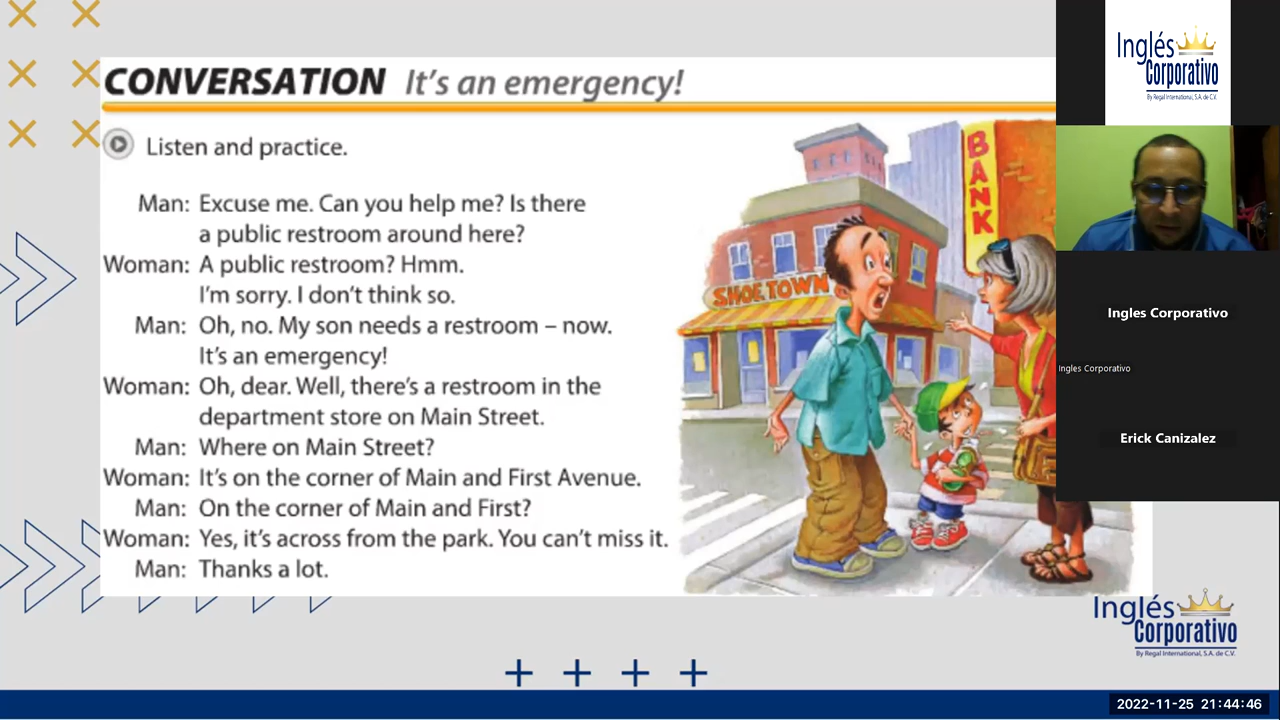 CONVERSATION It's an emergency!
Listen and practice.
Man: Excuse me. Can you help me? Is there
a public restroom around here?
Woman: A public restroom? Hmm.
I'm sorry. I don't think so.
Man: Oh, no. My son needs a restroom – now.
It's an emergency!
Woman: Oh, dear. Well, there's a restroom in the
department store on Main Street.
Man: Where on Main Street?
Woman: It's on the corner of Main and First Avenue.
Man: On the corner of Main and First?
Woman: Yes, it's across from the park. You can't miss it.
Man: Thanks a lot.
SHOE TOWN
BANK
Inglés
Corporativo
By Regal International, S.A. de C.V.
Ingles Corporativo
Ingles Corporativo
Erick Canizalez
Inglés
Corporativo
By Regal International, S.A. de C.V.
2022-11-25 21:44:46